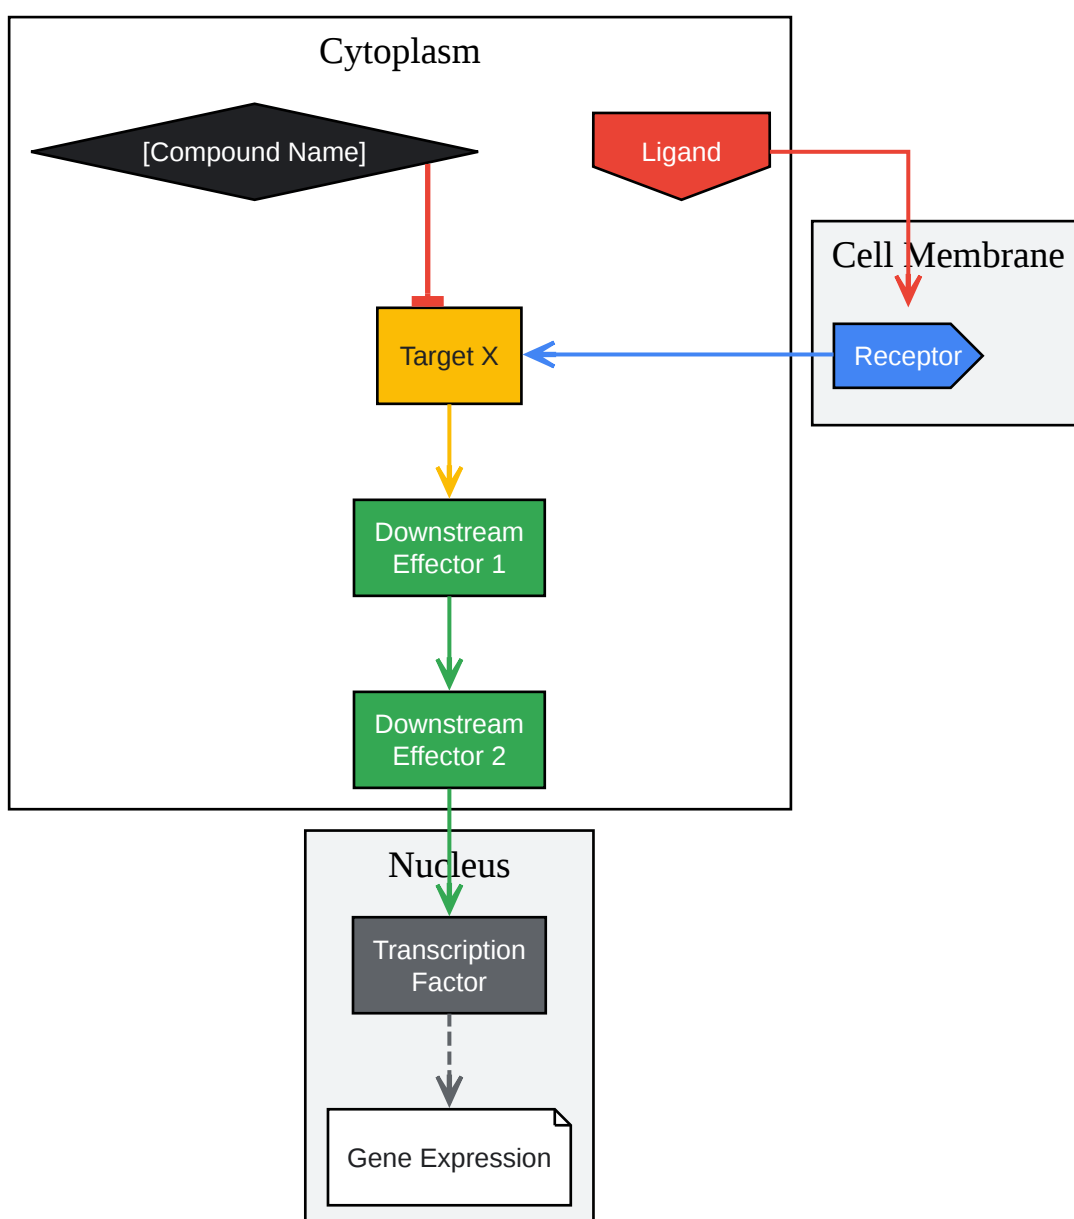 Cytoplasm
[Compound Name]
Ligand
Cell Membrane
Target X
Receptor
Downstream
Effector 1
Downstream
Effector 2
Nucleus
Transcription
Factor
Gene Expression